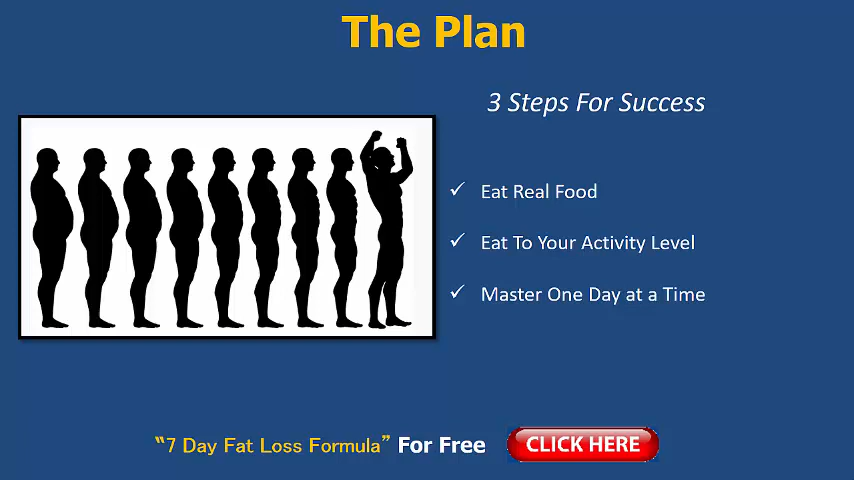 The Plan
3 Steps For Success
Eat Real Food
Eat To Your Activity Level
Master One Day at a Time
“7 Day Fat Loss Formula” For Free CLICK HERE